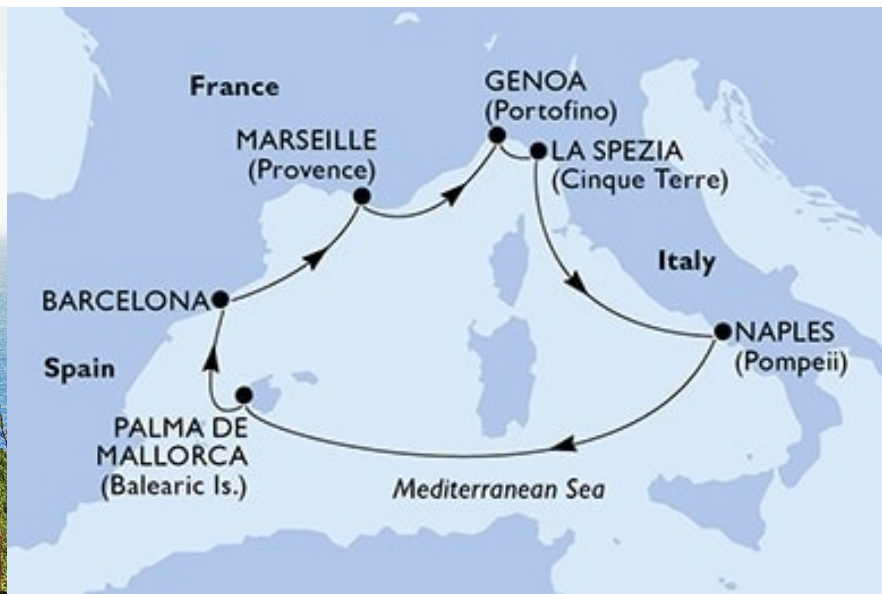 France
GENOA
(Portofino)
MARSEILLE
(Provence)
LA SPEZIA
(Cinque Terre)
Italy
BARCELONA
NAPLES
(Pompeii)
Spain
PALMA DE
MALLORCA
(Balearic Is.)
Mediterranean Sea